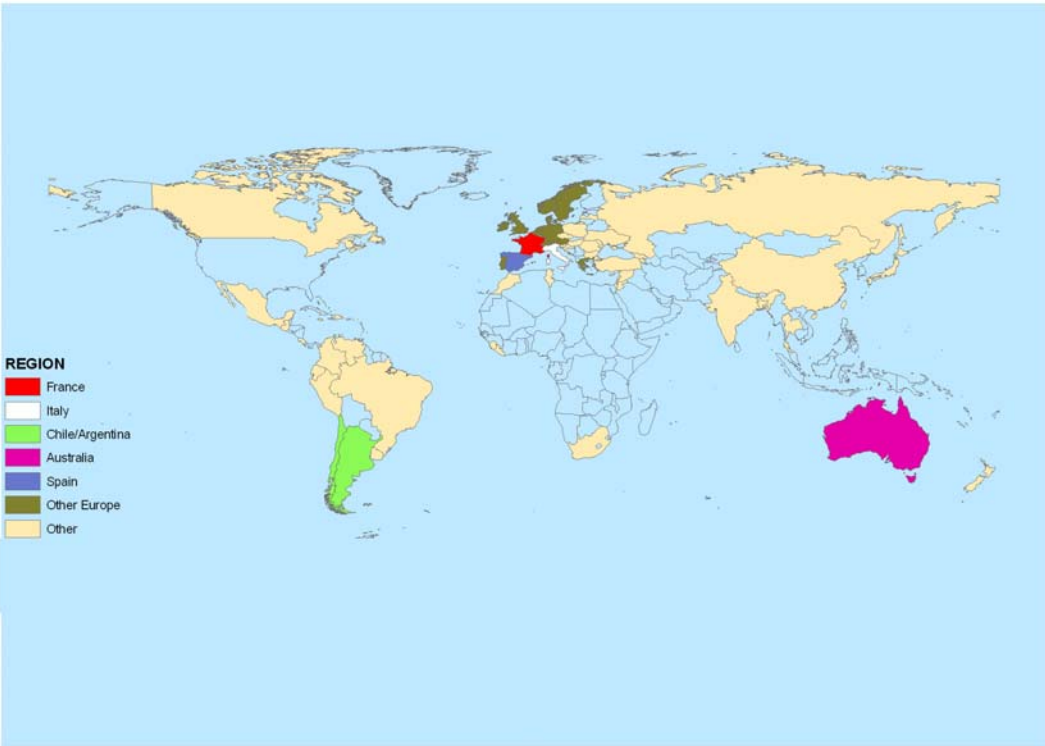 REGION
France
Italy
Chile/Argentina
Australia
Spain
Other Europe
Other